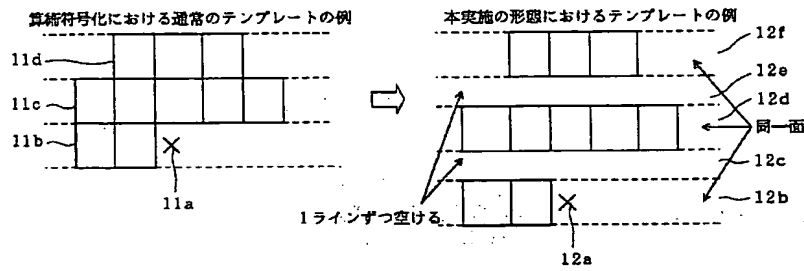 算術符号化における通常のテンプレートの例
本実施の形態におけるテンプレートの例
11d
11c
11b
11a
12f
12e
12d
同一面
12c
12b
1ラインずつ空ける
12a